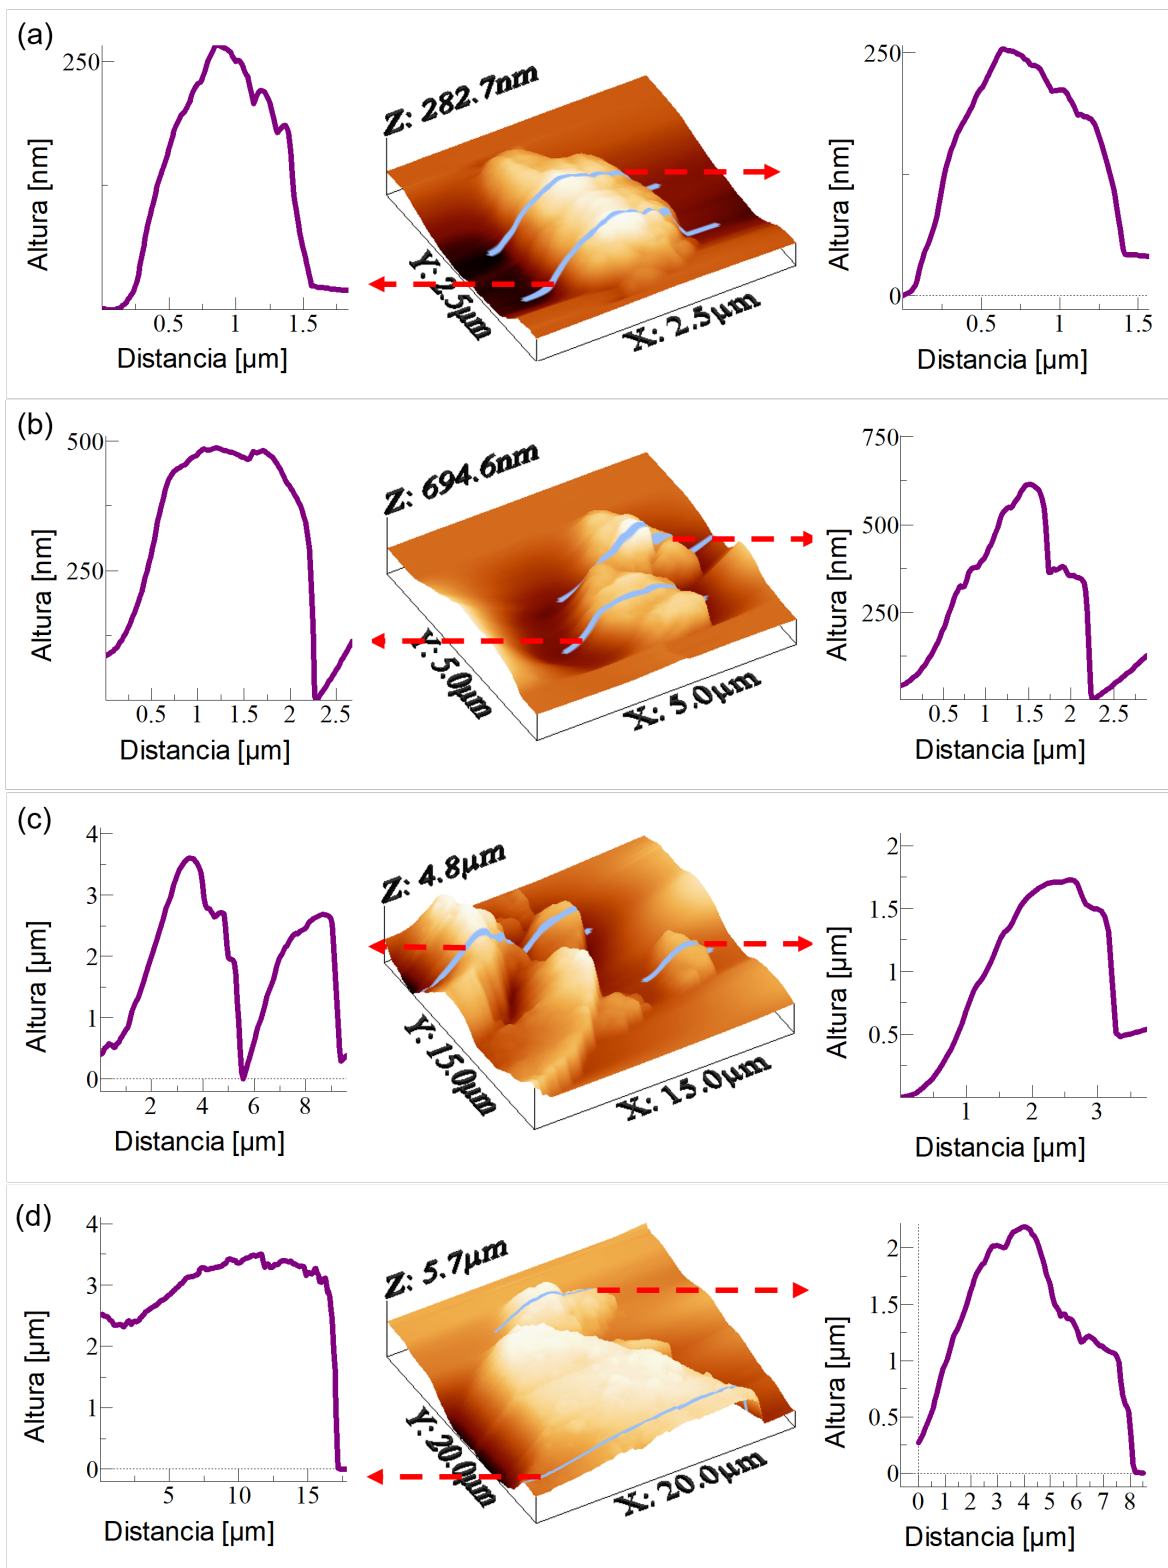 (a)
250
Altura [nm]
0.5 1 1.5
Distancia [µm]
Z: 282.7nm
Y: 2.5µm
X: 2.5µm
250
0
Altura [nm]
0.5 1 1.5
Distancia [µm]
(b)
500
250
Altura [nm]
0.5 1 1.5 2 2.5
Distancia [µm]
Z: 694.6nm
Y: 5.0µm
X: 5.0µm
750
500
250
Altura [nm]
0.5 1 1.5 2 2.5
Distancia [µm]
(c)
4
3
2
1
0
Altura [µm]
2 4 6 8
Distancia [µm]
Z: 4.8µm
Y: 15.0µm
X: 15.0µm
2
1.5
1
0.5
Altura [µm]
1 2 3
Distancia [µm]
(d)
4
3
2
1
0
Altura [µm]
5 10 15
Distancia [µm]
Z: 5.7µm
Y: 20.0µm
X: 20.0µm
2
1.5
1
0.5
0
Altura [µm]
0 1 2 3 4 5 6 7 8
Distancia [µm]